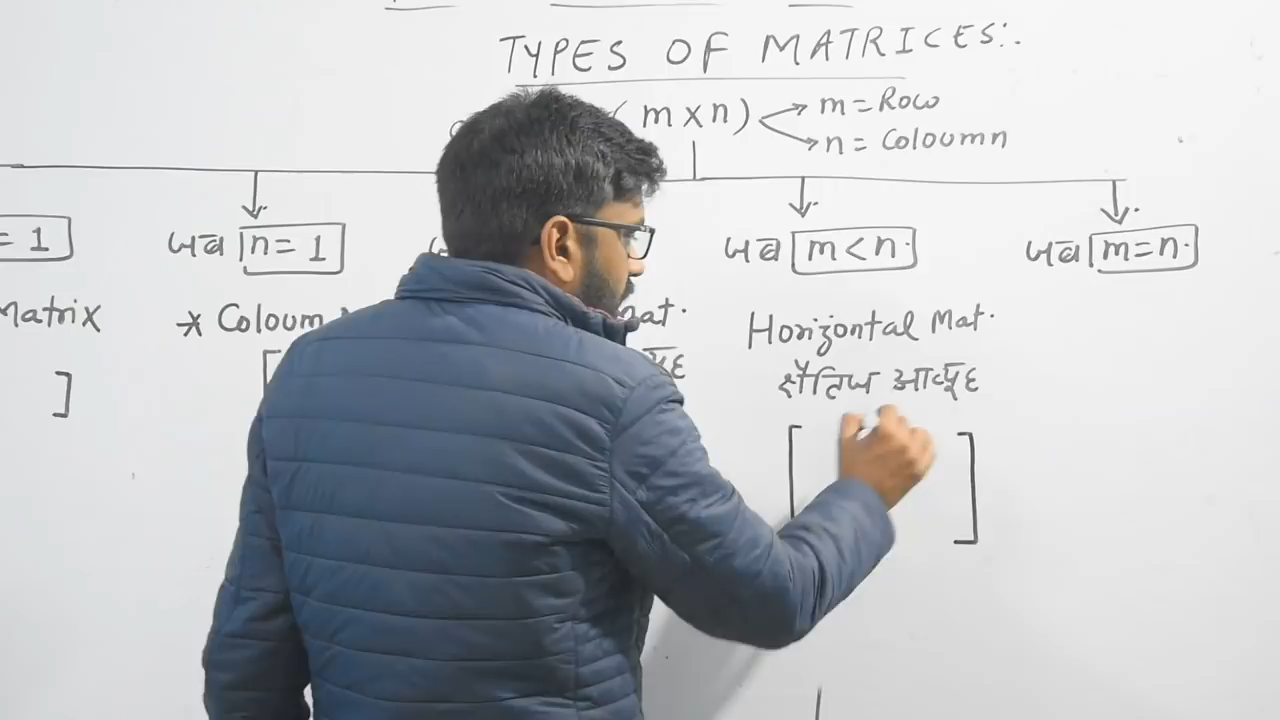 TYPES OF MATRICES:.
(m x n) m = Row
n = Coloumn
= 1
जब n = 1
जब m < n
जब m = n
Matrix
* Coloum
Mat.
Horizontal Mat.
क्षैतिज आव्यूह
[ ]